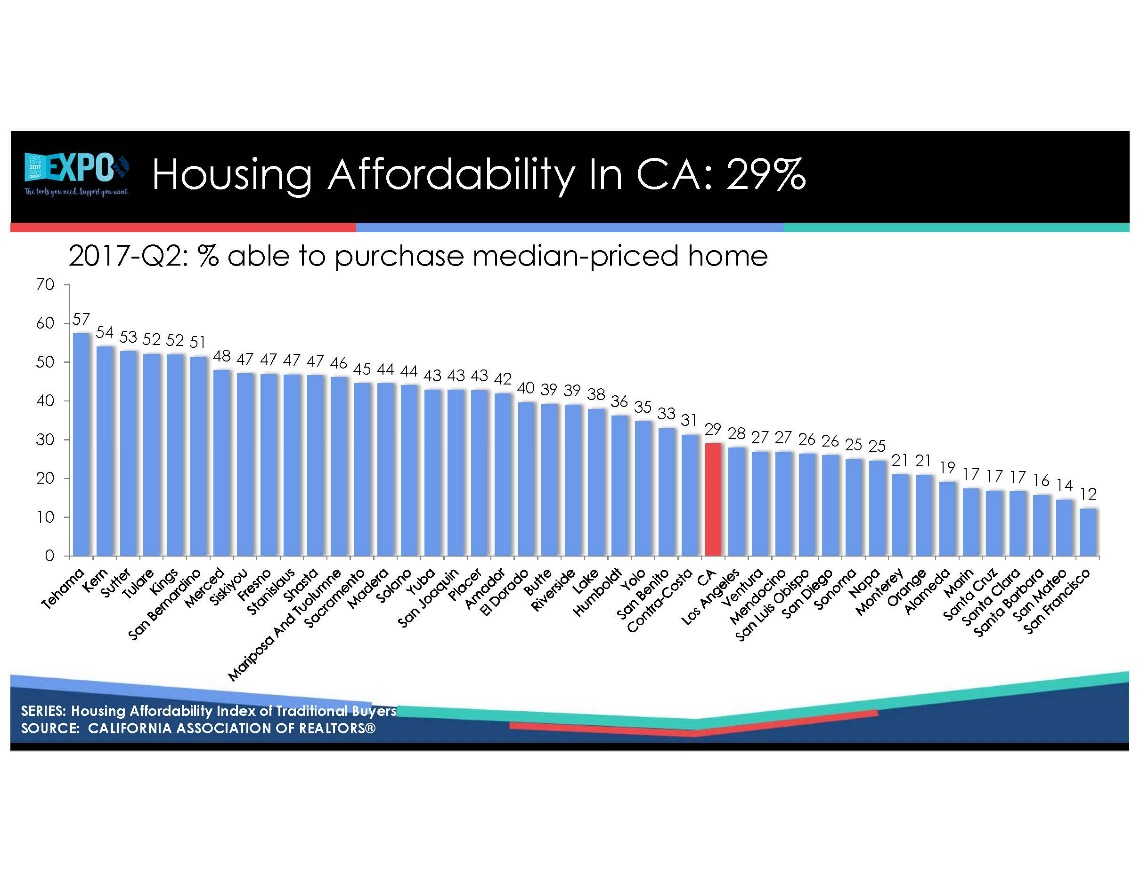 2017
EXPO
The tools you need. Support you want.
Housing Affordability In CA: 29%
2017-Q2: % able to purchase median-priced home
70
60
50
40
30
20
10
0
57 54 53 52 52 51 48 47 47 47 47 46 45 44 44 43 43 43 42 40 39 39 38 36 35 33 31 29 28 27 27 26 26 25 25 21 21 19 17 17 17 16 14 12
Tehama
Kern
Sutter
Tulare
Kings
San Bernardino
Merced
Siskiyou
Fresno
Stanislaus
Shasta
Mariposa And Tuolumne
Sacramento
Madera
Solano
Yuba
San Joaquin
Placer
Amador
El Dorado
Butte
Riverside
Lake
Humboldt
Yolo
San Benito
Contra-Costa
CA
Los Angeles
Ventura
Mendocino
San Luis Obispo
San Diego
Sonoma
Napa
Monterey
Orange
Alameda
Marin
Santa Cruz
Santa Clara
Santa Barbara
San Mateo
San Francisco
SERIES: Housing Affordability Index of Traditional Buyers
SOURCE: CALIFORNIA ASSOCIATION OF REALTORS®